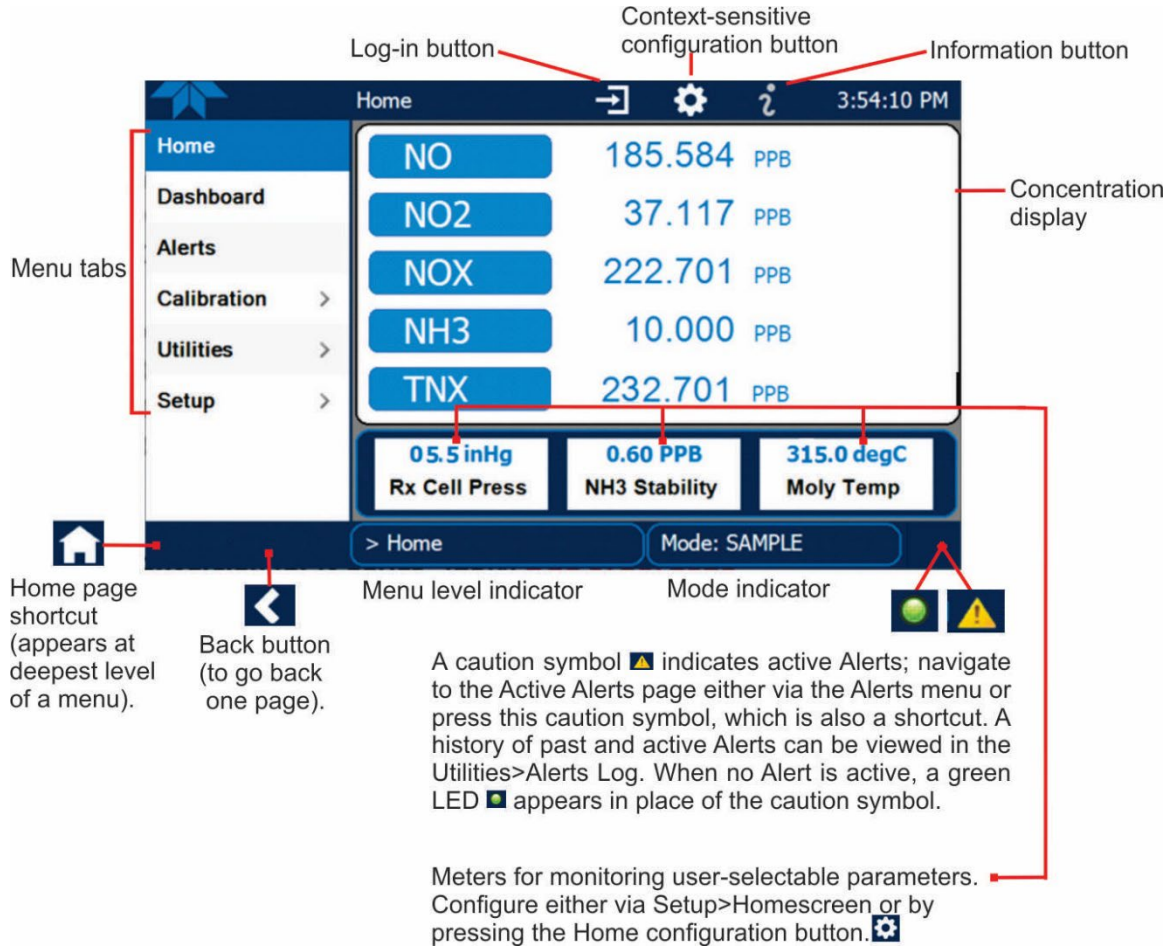 Context-sensitive
configuration button
Log-in button
Information button
Home
3:54:10 PM
Menu tabs
Home
Dashboard
Alerts
Calibration >
Utilities >
Setup >
NO 185.584 PPB
NO2 37.117 PPB
NOX 222.701 PPB
NH3 10.000 PPB
TNX 232.701 PPB
Concentration
display
05.5 inHg
Rx Cell Press
0.60 PPB
NH3 Stability
315.0 degC
Moly Temp
> Home
Mode: SAMPLE
Home page
shortcut
(appears at
deepest level
of a menu).
Back button
(to go back
one page).
Menu level indicator
Mode indicator
A caution symbol indicates active Alerts; navigate
to the Active Alerts page either via the Alerts menu or
press this caution symbol, which is also a shortcut. A
history of past and active Alerts can be viewed in the
Utilities>Alerts Log. When no Alert is active, a green
LED appears in place of the caution symbol.
Meters for monitoring user-selectable parameters.
Configure either via Setup>Homescreen or by
pressing the Home configuration button.